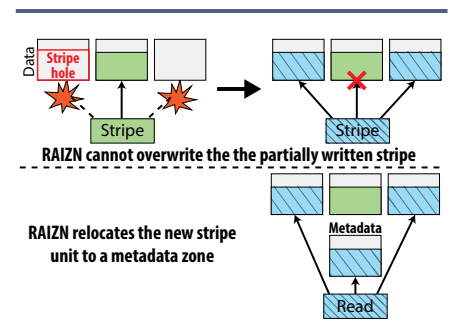 Data
Stripe
hole
Stripe
Stripe
RAIZN cannot overwrite the the partially written stripe
RAIZN relocates the new stripe
unit to a metadata zone
Metadata
Read